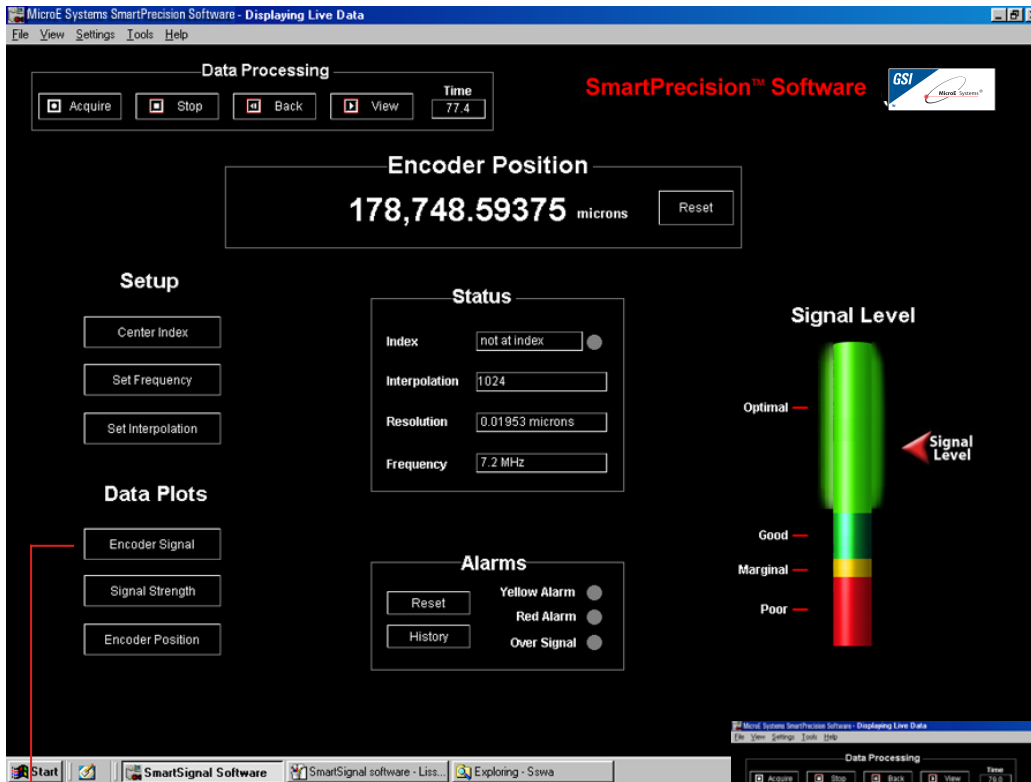 MicroE Systems SmartPrecision Software - Displaying Live Data
File View Settings Tools Help
Data Processing
Acquire Stop Back View
Time
77.4
SmartPrecision™ Software
GSI
MicroE Systems®
Encoder Position
178,748.59375 microns
Reset
Setup
Center Index
Set Frequency
Set Interpolation
Data Plots
Encoder Signal
Signal Strength
Encoder Position
Status
Index not at index
Interpolation 1024
Resolution 0.01953 microns
Frequency 7.2 MHz
Alarms
Reset
History
Yellow Alarm
Red Alarm
Over Signal
Signal Level
Optimal
Signal
Level
Good
Marginal
Poor
MicroE Systems SmartPrecision Software - Displaying Live Data
File View Settings Tools Help
Data Processing
Acquire Stop Back View
Time
Start
SmartSignal Software
SmartSignal software - Liss...
Exploring - Sswa